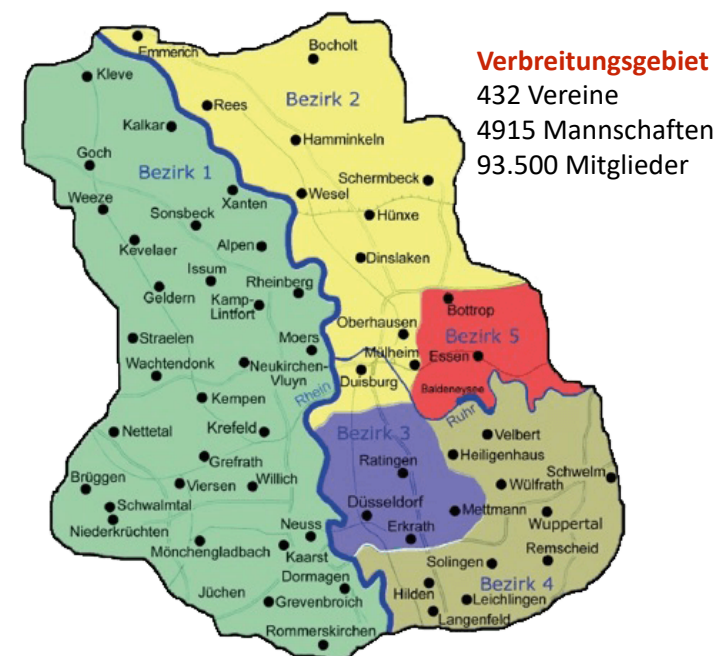 Emmerich
Bocholt
Verbreitungsgebiet
432 Vereine
4915 Mannschaften
93.500 Mitglieder
Kleve
Rees
Bezirk 2
Kalkar
Hamminkeln
Goch
Bezirk 1
Schermbeck
Weeze
Xanten
Wesel
Sonsbeck
Hünxe
Kevelaer
Alpen
Dinslaken
Issum
Rheinberg
Geldern
Kamp-
Lintfort
Bottrop
Oberhausen
Bezirk 5
Straelen
Moers
Mülheim
Essen
Wachtendonk
Neukirchen-
Vluyn
Duisburg
Baldeneysee
Rhein
Kempen
Ruhr
Nettetal
Krefeld
Bezirk 3
Velbert
Grefrath
Ratingen
Heiligenhaus
Brüggen
Viersen
Willich
Schwelm
Wülfrath
Schwalmtal
Düsseldorf
Mettmann
Niederkrüchten
Neuss
Erkrath
Wuppertal
Mönchengladbach
Kaarst
Remscheid
Solingen
Dormagen
Bezirk 4
Jüchen
Grevenbroich
Hilden
Leichlingen
Langenfeld
Rommerskirchen